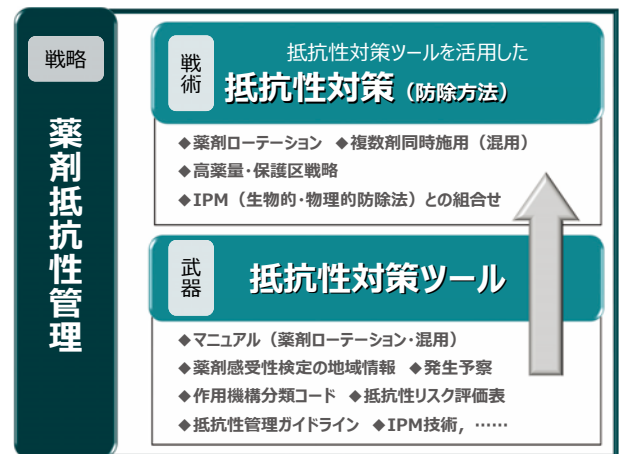 戦略
薬剤抵抗性管理
戦術
抵抗性対策ツールを活用した
抵抗性対策（防除方法）
◆薬剤ローテーション ◆複数剤同時施用（混用）
◆高薬量・保護区戦略
◆IPM（生物的・物理的防除法）との組合せ
武器
抵抗性対策ツール
◆マニュアル（薬剤ローテーション・混用）
◆薬剤感受性検定の地域情報 ◆発生予察
◆作用機構分類コード ◆抵抗性リスク評価表
◆抵抗性管理ガイドライン ◆IPM技術，……